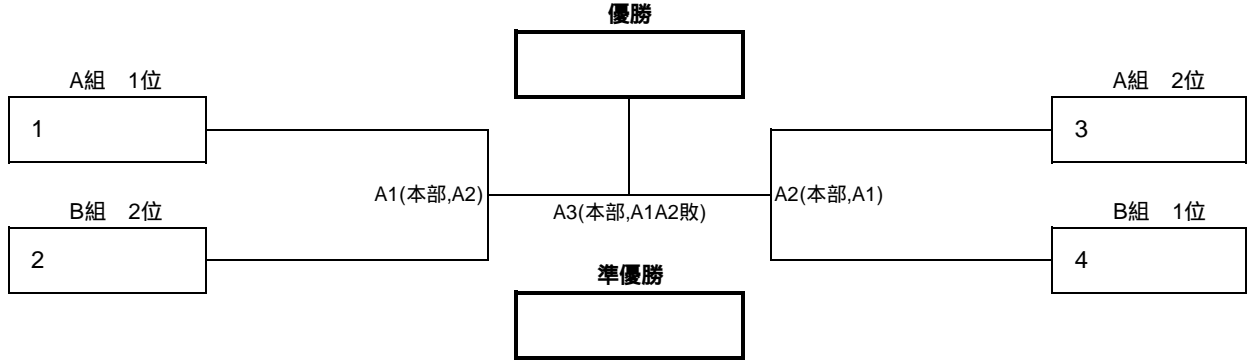 優勝
A組　1位
A組　2位
1
3
A1(本部,A2)
A3(本部,A1A2敗)
A2(本部,A1)
B組　2位
B組　1位
2
4
準優勝